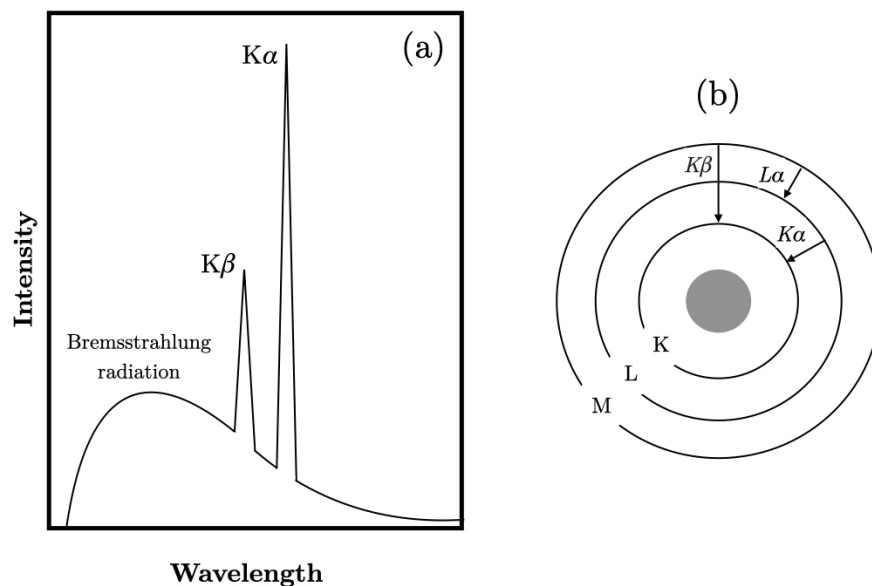 (a)
Kα
Kβ
Bremsstrahlung
radiation
Intensity
Wavelength
(b)
Kβ
Lα
Kα
K
L
M